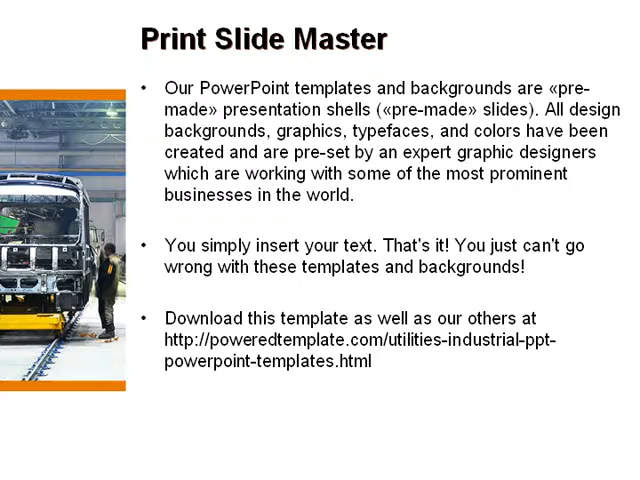 Print Slide Master
• Our PowerPoint templates and backgrounds are «pre-
made» presentation shells («pre-made» slides). All design
backgrounds, graphics, typefaces, and colors have been
created and are pre-set by an expert graphic designers
which are working with some of the most prominent
businesses in the world.
• You simply insert your text. That's it! You just can't go
wrong with these templates and backgrounds!
• Download this template as well as our others at
http://poweredtemplate.com/utilities-industrial-ppt-
powerpoint-templates.html